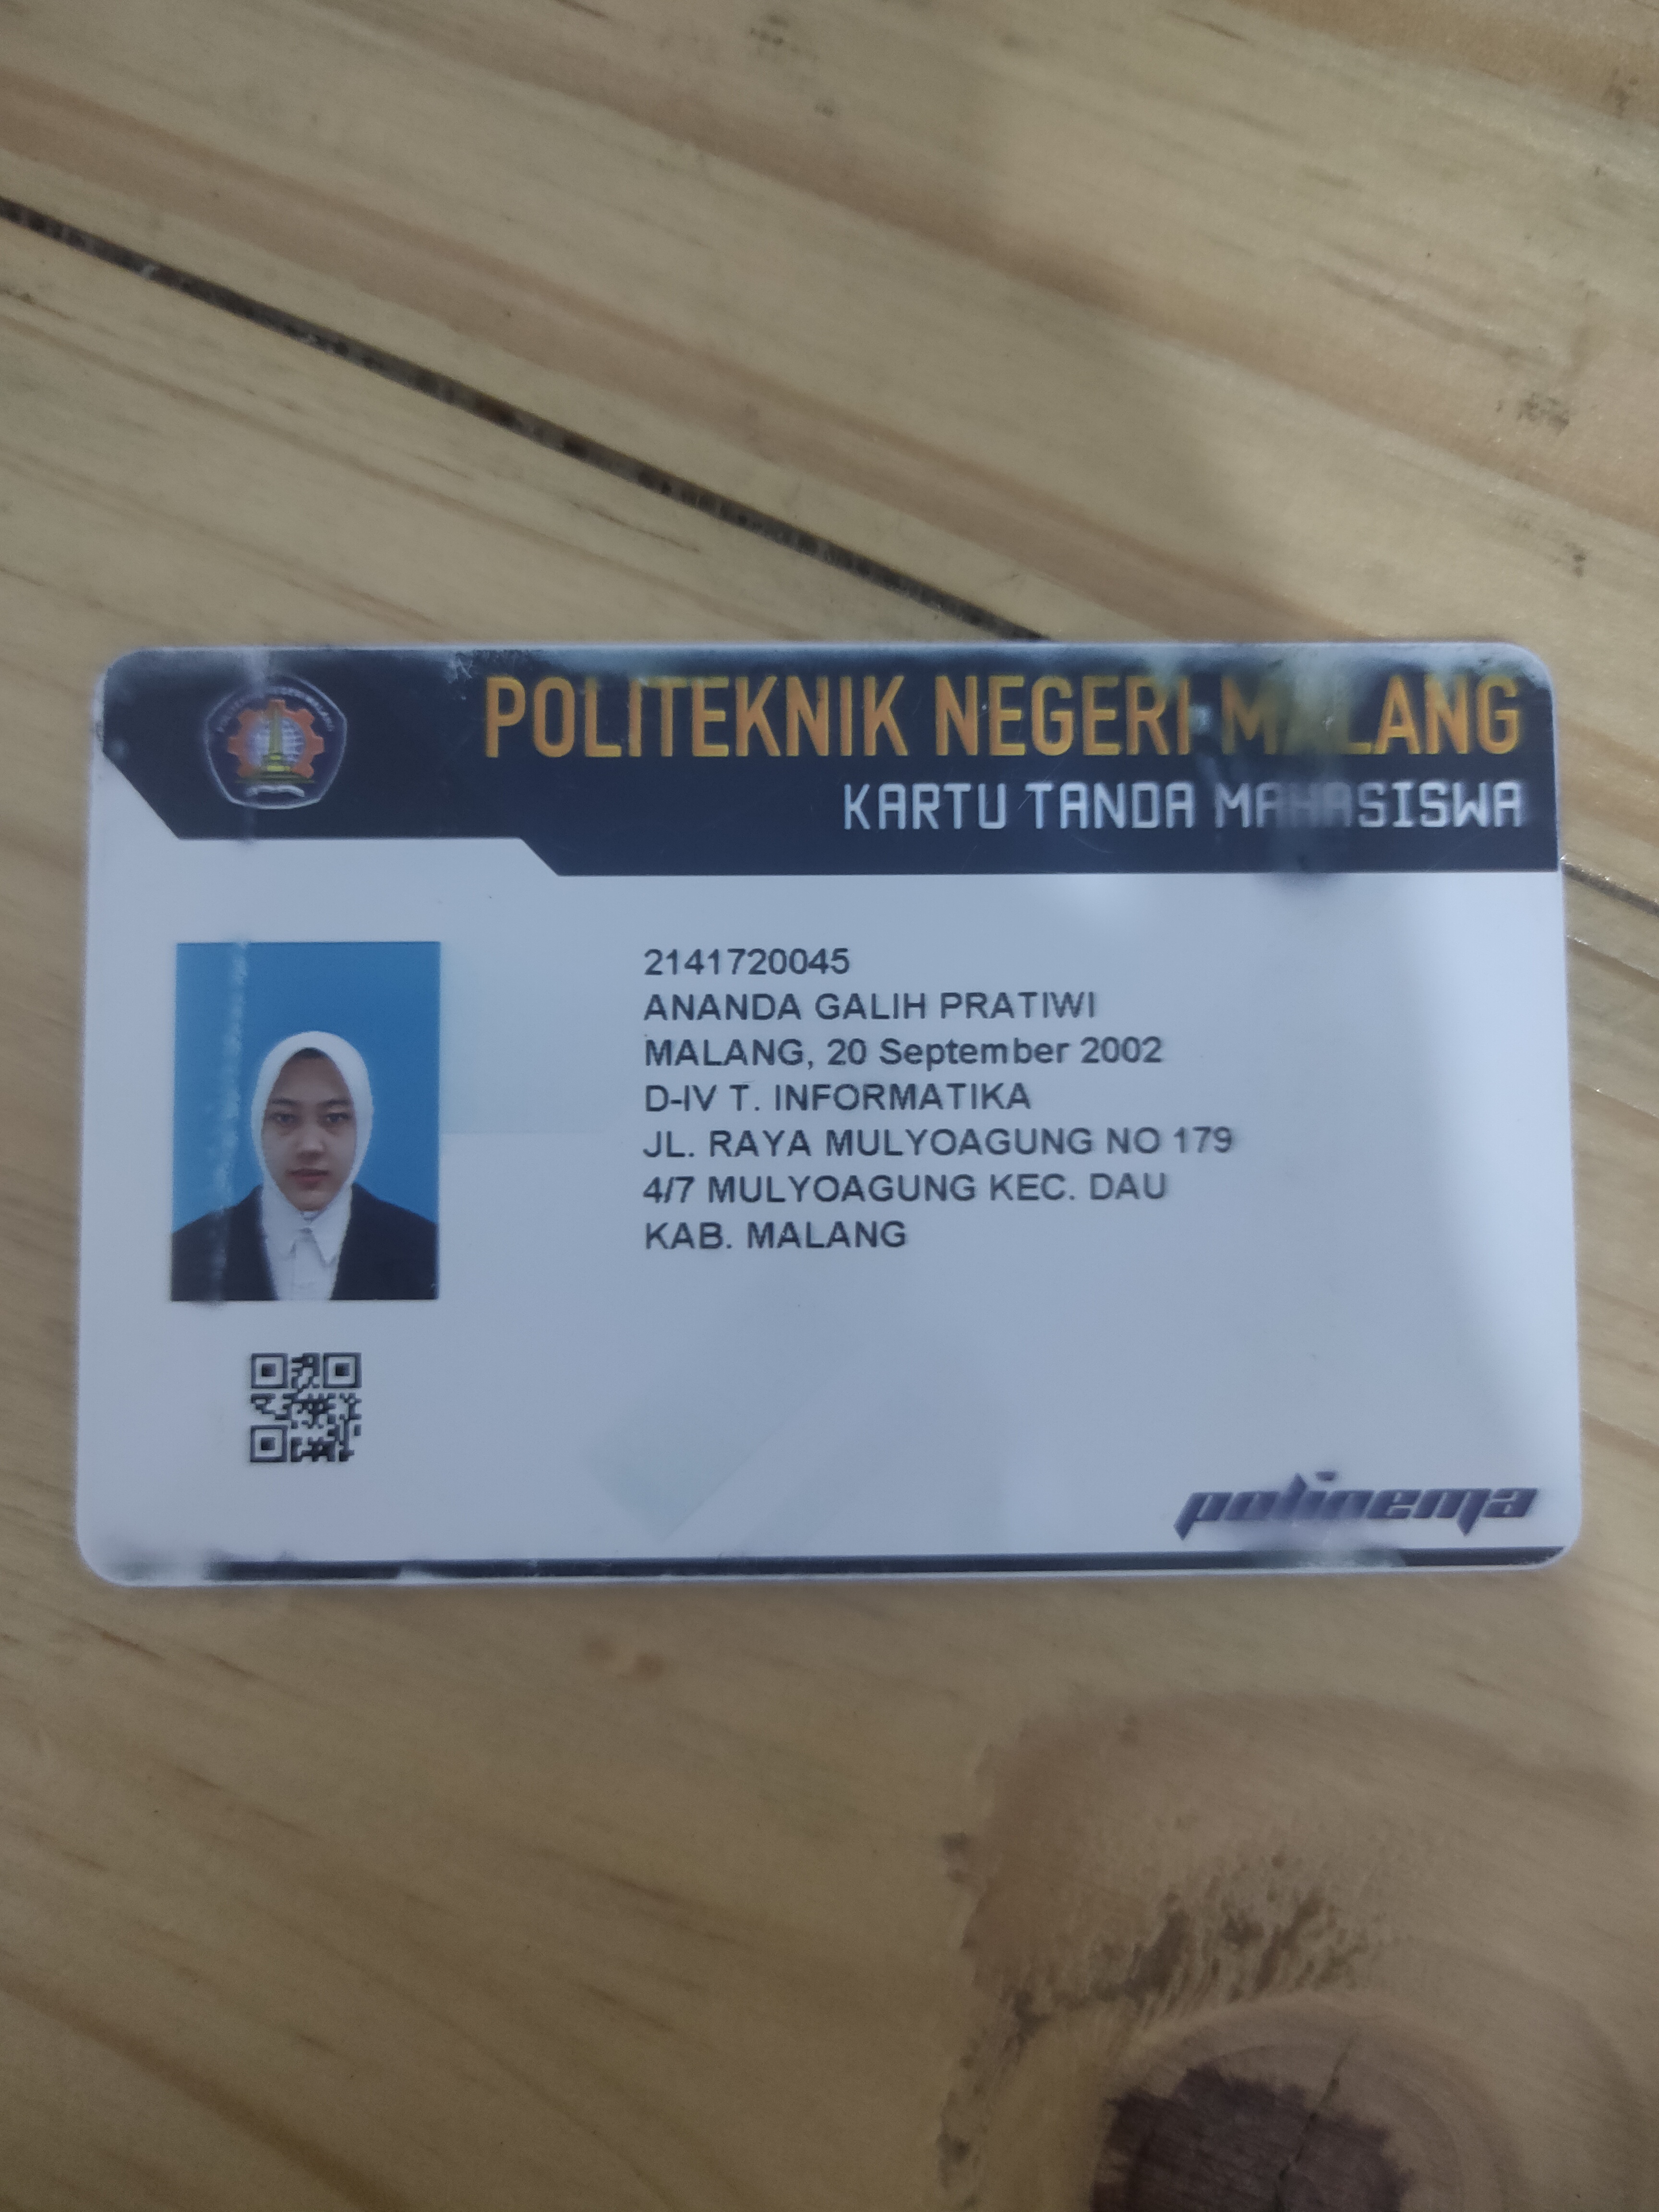 POLITEKNIK NEGERI MALANG
KARTU TANDA MAHASISWA
2141720045
ANANDA GALIH PRATIWI
MALANG, 20 September 2002
D-IV T. INFORMATIKA
JL. RAYA MULYOAGUNG NO 179
4/7 MULYOAGUNG KEC. DAU
KAB. MALANG
polinema